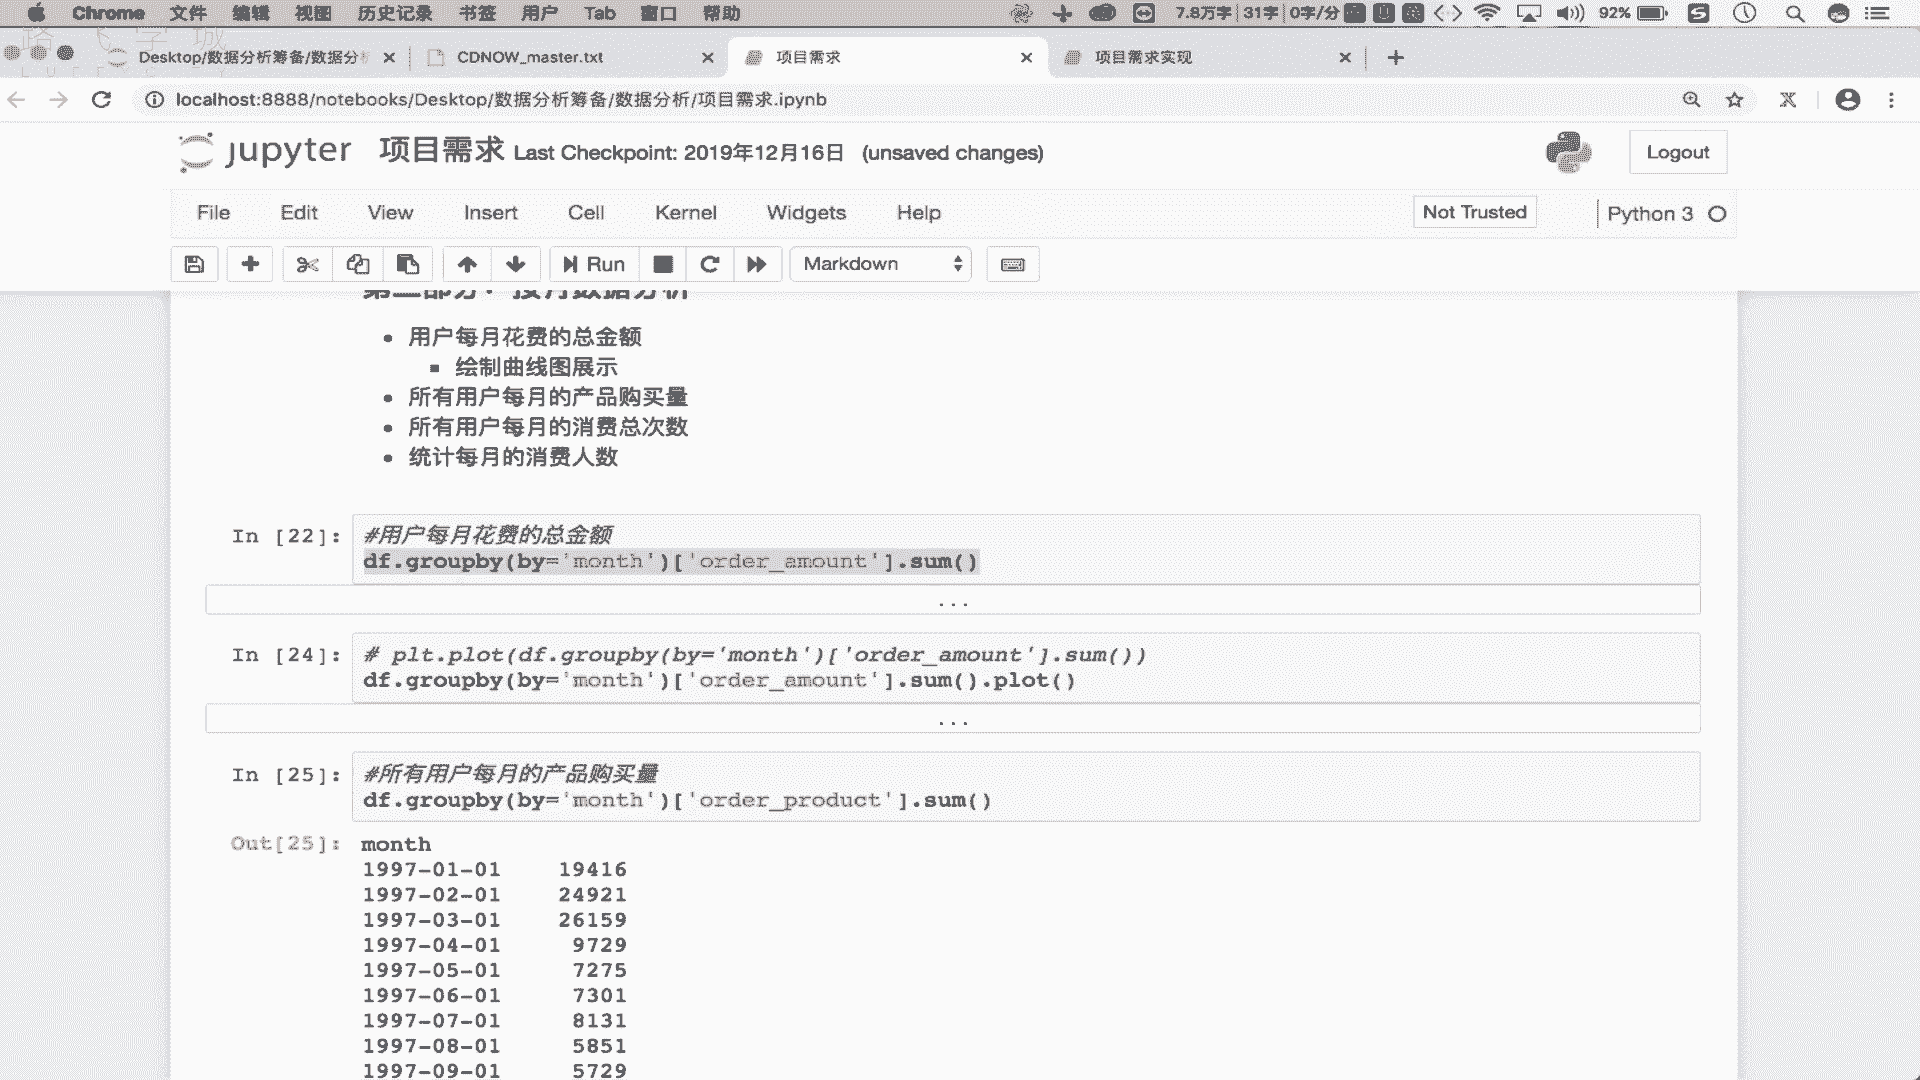 Chrome 文件 编辑 视图 历史记录 书签 用户 Tab 窗口 帮助 7.8万字 31字 0字/分 92%
Desktop/数据分析筹备/数据分 CDNOW_master.txt 项目需求 项目需求实现
localhost:8888/notebooks/Desktop/数据分析筹备/数据分析/项目需求.ipynb
jupyter 项目需求 Last Checkpoint: 2019年12月16日 (unsaved changes) Logout
File Edit View Insert Cell Kernel Widgets Help Not Trusted Python 3
Run Markdown
按月数据分析
用户每月花费的总金额
绘制曲线图展示
所有用户每月的产品购买量
所有用户每月的消费总次数
统计每月的消费人数
In [22]: #用户每月花费的总金额
df.groupby(by='month')['order_amount'].sum()
...
In [24]: # plt.plot(df.groupby(by='month')['order_amount'].sum())
df.groupby(by='month')['order_amount'].sum().plot()
...
In [25]: #所有用户每月的产品购买量
df.groupby(by='month')['order_product'].sum()
Out[25]: month
1997-01-01 19416
1997-02-01 24921
1997-03-01 26159
1997-04-01 9729
1997-05-01 7275
1997-06-01 7301
1997-07-01 8131
1997-08-01 5851
1997-09-01 5729